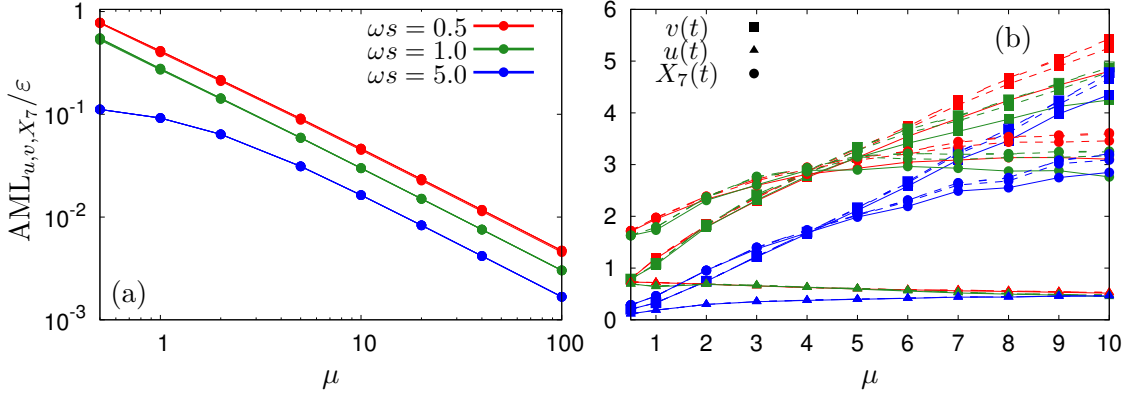 AML_{u,v,X_7}/ε
1
10^{-1}
10^{-2}
10^{-3}
ωs = 0.5
ωs = 1.0
ωs = 5.0
(a)
1 10 100
μ
6
5
4
3
2
1
0
v(t)
u(t)
X_7(t)
(b)
1 2 3 4 5 6 7 8 9 10
μ